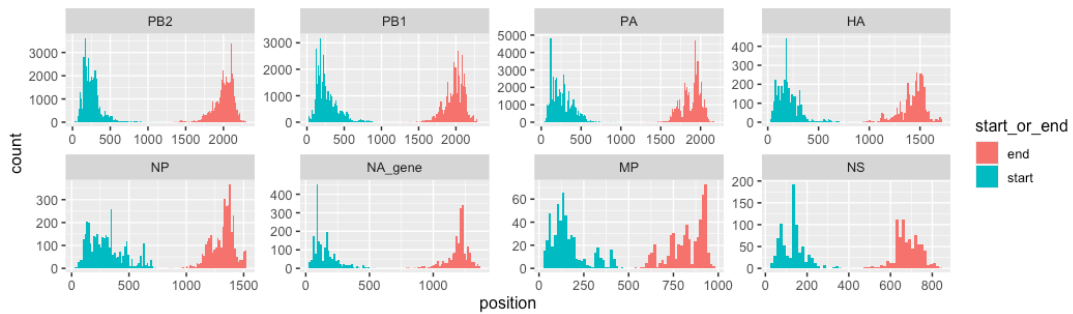 PB2 PB1 PA HA
3000 2000 1000 0
3000 2000 1000 0
5000 4000 3000 2000 1000 0
400 300 200 100 0
0 500 1000 1500 2000
0 500 1000 1500 2000
0 500 1000 1500 2000
0 500 1000 1500
NP NA_gene MP NS
300 200 100 0
400 300 200 100 0
60 40 20 0
200 150 100 50 0
0 500 1000 1500
0 500 1000
0 250 500 750 1000
0 200 400 600 800
count
position
start_or_end
end
start